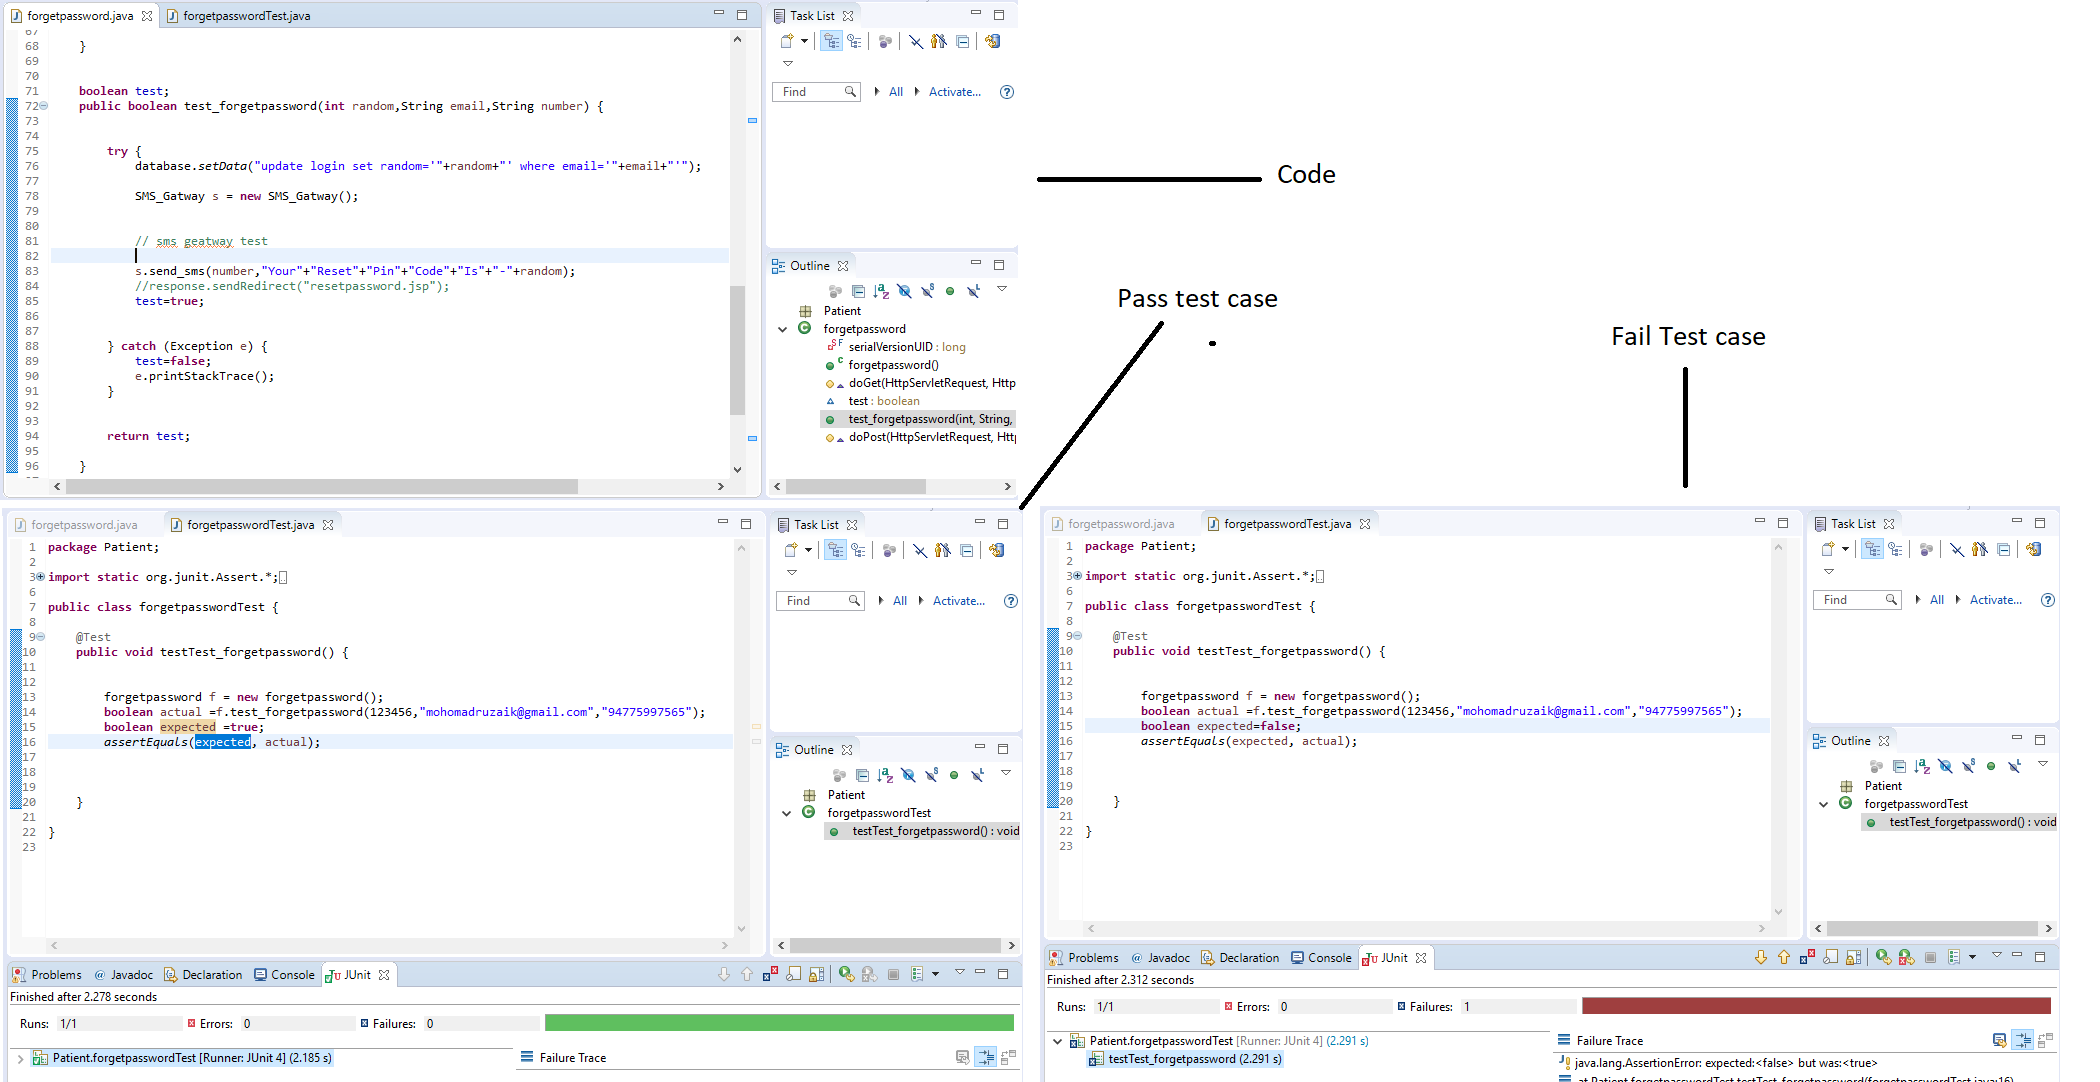 forgetpassword.java
forgetpasswordTest.java
67
68 }
69
70
71 boolean test;
72 public boolean test_forgetpassword(int random,String email,String number) {
73
74
75 try {
76 database.setData("update login set random='"+random+"' where email='"+email+"'");
77
78 SMS_Gatway s = new SMS_Gatway();
79
80
81 // sms geatway test
82
83 s.send_sms(number,"Your"+"Reset"+"Pin"+"Code"+"Is"+"-"+random);
84 //response.sendRedirect("resetpassword.jsp");
85 test=true;
86
87
88 } catch (Exception e) {
89 test=false;
90 e.printStackTrace();
91 }
92
93
94 return test;
95
96 }
Task List
Find
All
Activate...
Outline
Patient
forgetpassword
serialVersionUID : long
forgetpassword()
doGet(HttpServletRequest, Http
test : boolean
test_forgetpassword(int, String,
doPost(HttpServletRequest, Htt
Code
Pass test case
Fail Test case
forgetpassword.java
forgetpasswordTest.java
1 package Patient;
2
3 import static org.junit.Assert.*;
6
7 public class forgetpasswordTest {
8
9 @Test
10 public void testTest_forgetpassword() {
11
12
13 forgetpassword f = new forgetpassword();
14 boolean actual =f.test_forgetpassword(123456,"mohomadruzaik@gmail.com","94775997565");
15 boolean expected =true;
16 assertEquals(expected, actual);
17
18
19
20 }
21
22 }
23
Task List
Find
All
Activate...
Outline
Patient
forgetpasswordTest
testTest_forgetpassword() : void
Problems @ Javadoc Declaration Console JUnit
Finished after 2.278 seconds
Runs: 1/1 Errors: 0 Failures: 0
Patient.forgetpasswordTest [Runner: JUnit 4] (2.185 s)
Failure Trace
forgetpassword.java
forgetpasswordTest.java
1 package Patient;
2
3 import static org.junit.Assert.*;
6
7 public class forgetpasswordTest {
8
9 @Test
10 public void testTest_forgetpassword() {
11
12
13 forgetpassword f = new forgetpassword();
14 boolean actual =f.test_forgetpassword(123456,"mohomadruzaik@gmail.com","94775997565");
15 boolean expected=false;
16 assertEquals(expected, actual);
17
18
19
20 }
21
22 }
23
Task List
Find
All
Activate...
Outline
Patient
forgetpasswordTest
testTest_forgetpassword() : void
Problems @ Javadoc Declaration Console JUnit
Finished after 2.312 seconds
Runs: 1/1 Errors: 0 Failures: 1
Patient.forgetpasswordTest [Runner: JUnit 4] (2.291 s)
testTest_forgetpassword (2.291 s)
Failure Trace
java.lang.AssertionError: expected:<false> but was:<true>
at Patient.forgetpasswordTest.testTest_forgetpassword(forgetpasswordTest.java:16)